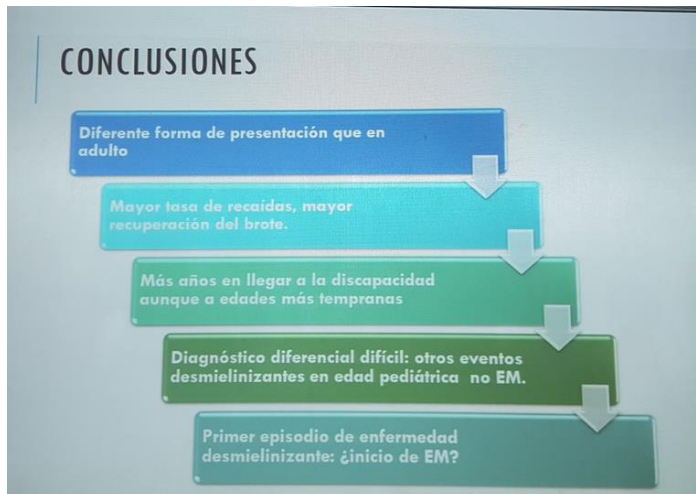 CONCLUSIONES
Diferente forma de presentación que en
adulto
Mayor tasa de recaídas, mayor
recuperación del brote.
Más años en llegar a la discapacidad
aunque a edades más tempranas
Diagnóstico diferencial difícil: otros eventos
desmielinizantes en edad pediátrica no EM.
Primer episodio de enfermedad
desmielinizante: ¿inicio de EM?